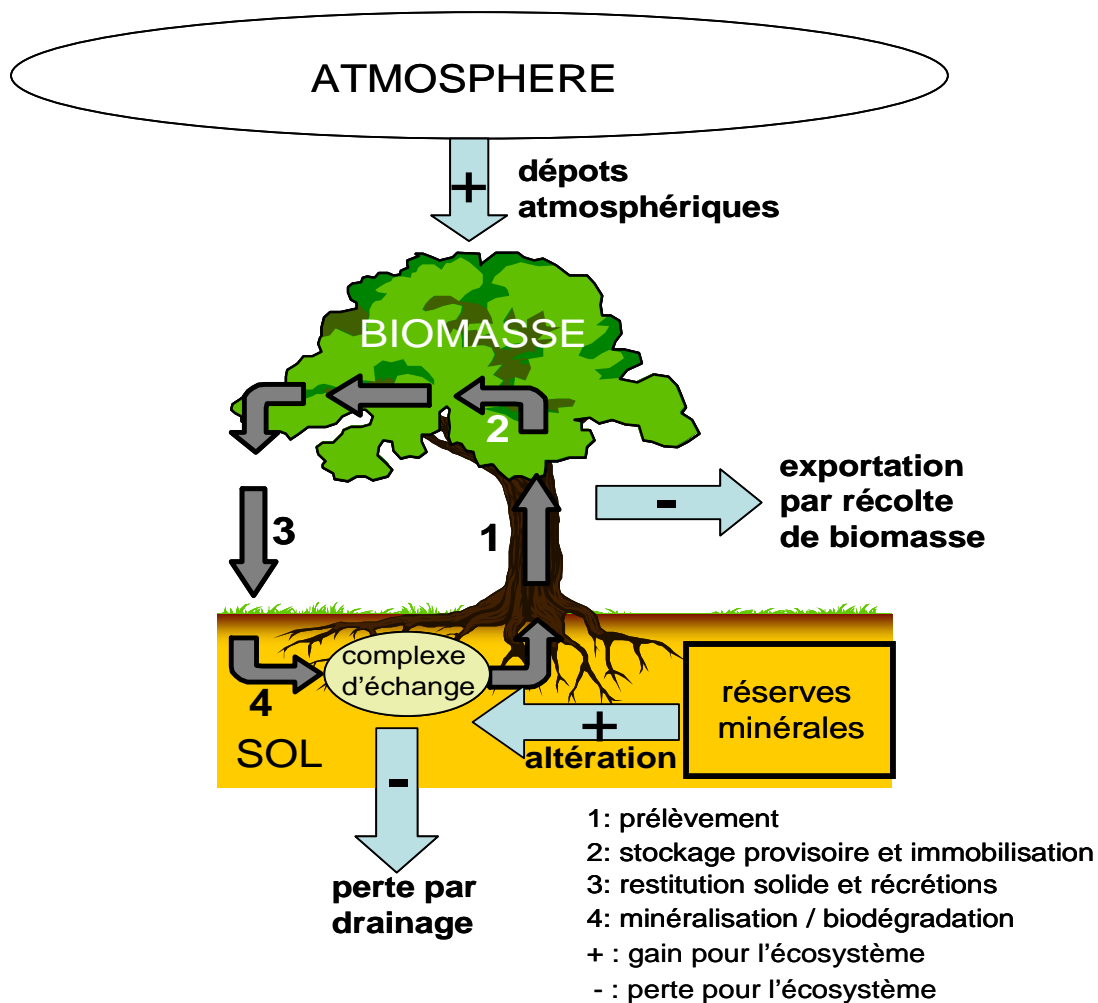 ATMOSPHERE
+
dépots
atmosphériques
BIOMASSE
2
3
1
-
exportation
par récolte
de biomasse
complexe
d'échange
4
SOL
+
altération
réserves
minérales
-
perte par
drainage
1: prélèvement
2: stockage provisoire et immobilisation
3: restitution solide et récrétions
4: minéralisation / biodégradation
+ : gain pour l'écosystème
- : perte pour l'écosystème